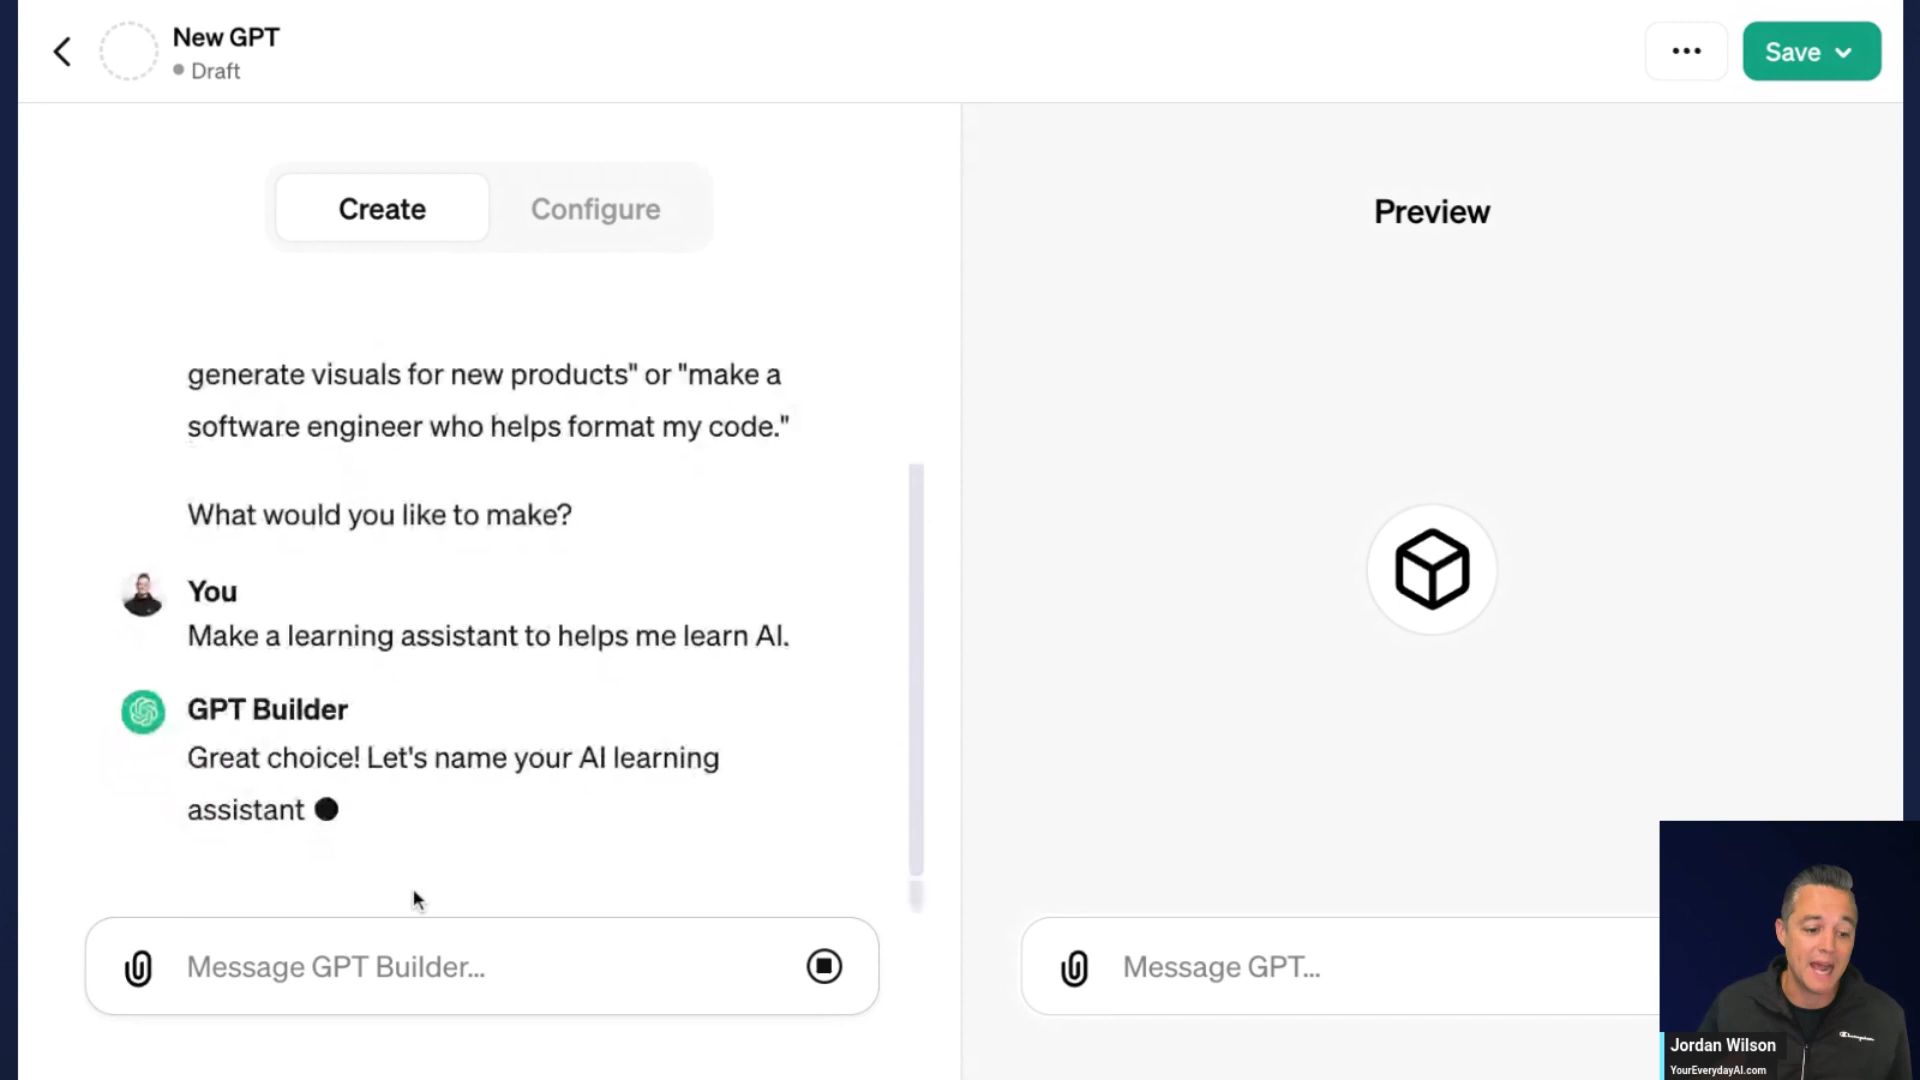 New GPT
Draft
...
Save
Create
Configure
Preview
generate visuals for new products" or "make a
software engineer who helps format my code."
What would you like to make?
You
Make a learning assistant to helps me learn AI.
GPT Builder
Great choice! Let's name your AI learning
assistant
Message GPT Builder...
Message GPT...
Champion
Jordan Wilson
YourEverydayAI.com